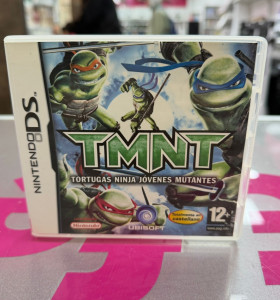 NINTENDO DS
TMNT
TORTUGAS NINJA JÓVENES MUTANTES
Nintendo
UBISOFT
12+